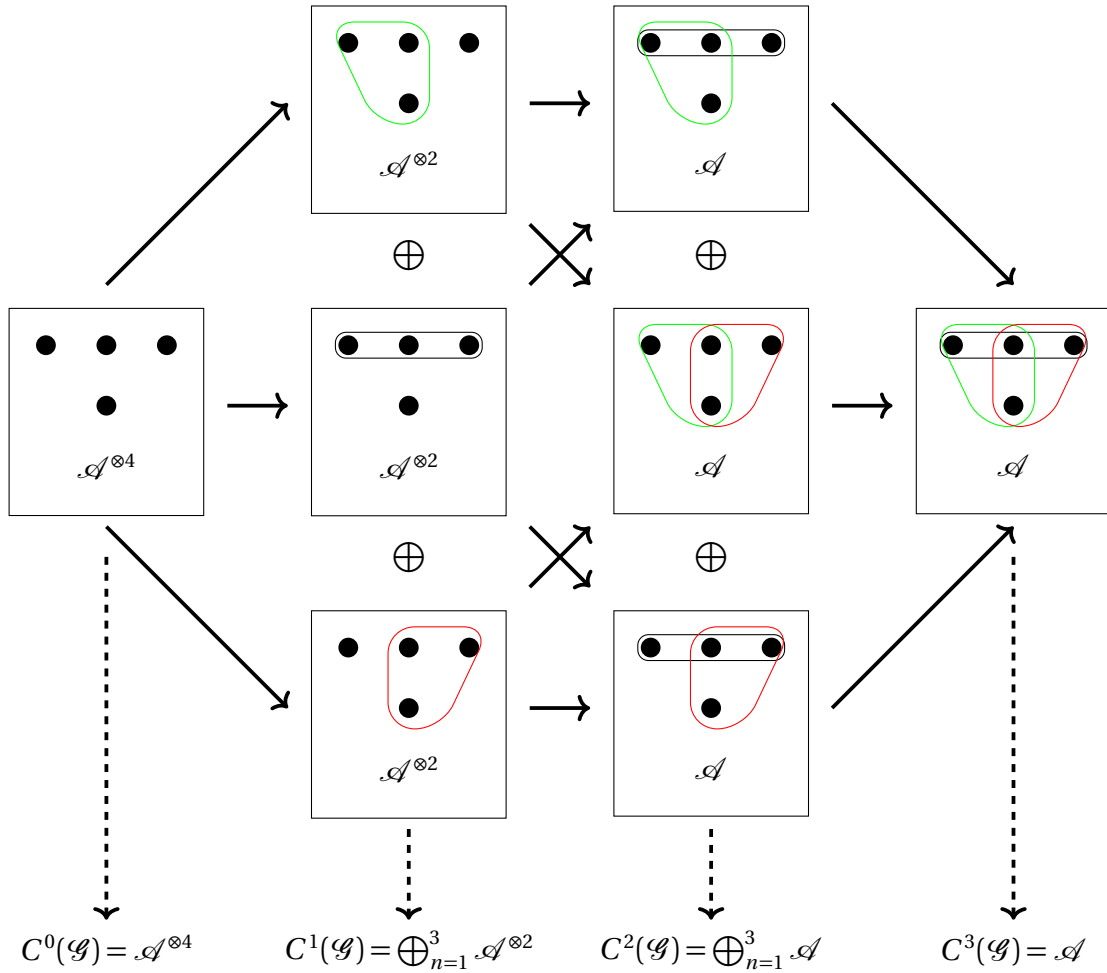 𝒜^{⊗2}
𝒜
⊕
⊕
𝒜^{⊗4}
𝒜^{⊗2}
𝒜
𝒜
⊕
⊕
𝒜^{⊗2}
𝒜
C^0(𝒢) = 𝒜^{⊗4}
C^1(𝒢) = ⨁_{n=1}^3 𝒜^{⊗2}
C^2(𝒢) = ⨁_{n=1}^3 𝒜
C^3(𝒢) = 𝒜